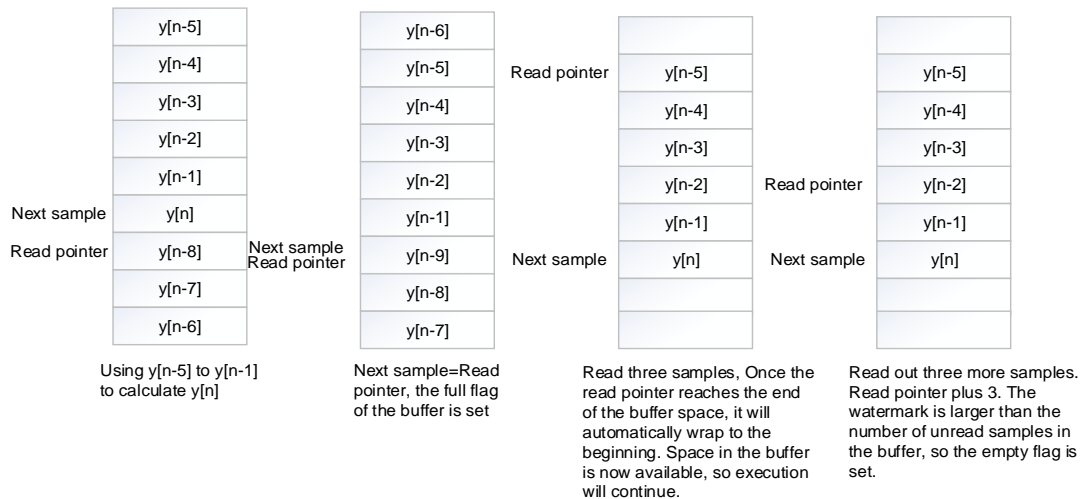 y[n-5]
y[n-4]
y[n-3]
y[n-2]
y[n-1]
Next sample
y[n]
Read pointer
y[n-8]
y[n-7]
y[n-6]
Using y[n-5] to y[n-1]
to calculate y[n]
y[n-6]
y[n-5]
y[n-4]
y[n-3]
y[n-2]
y[n-1]
Next sample
Read pointer
y[n-9]
y[n-8]
y[n-7]
Next sample=Read
pointer, the full flag
of the buffer is set
Read pointer
y[n-5]
y[n-4]
y[n-3]
y[n-2]
y[n-1]
Next sample
y[n]
Read three samples, Once the
read pointer reaches the end
of the buffer space, it will
automatically wrap to the
beginning. Space in the buffer
is now available, so execution
will continue.
y[n-5]
y[n-4]
y[n-3]
Read pointer
y[n-2]
y[n-1]
Next sample
y[n]
Read out three more samples.
Read pointer plus 3. The
watermark is larger than the
number of unread samples in
the buffer, so the empty flag is
set.